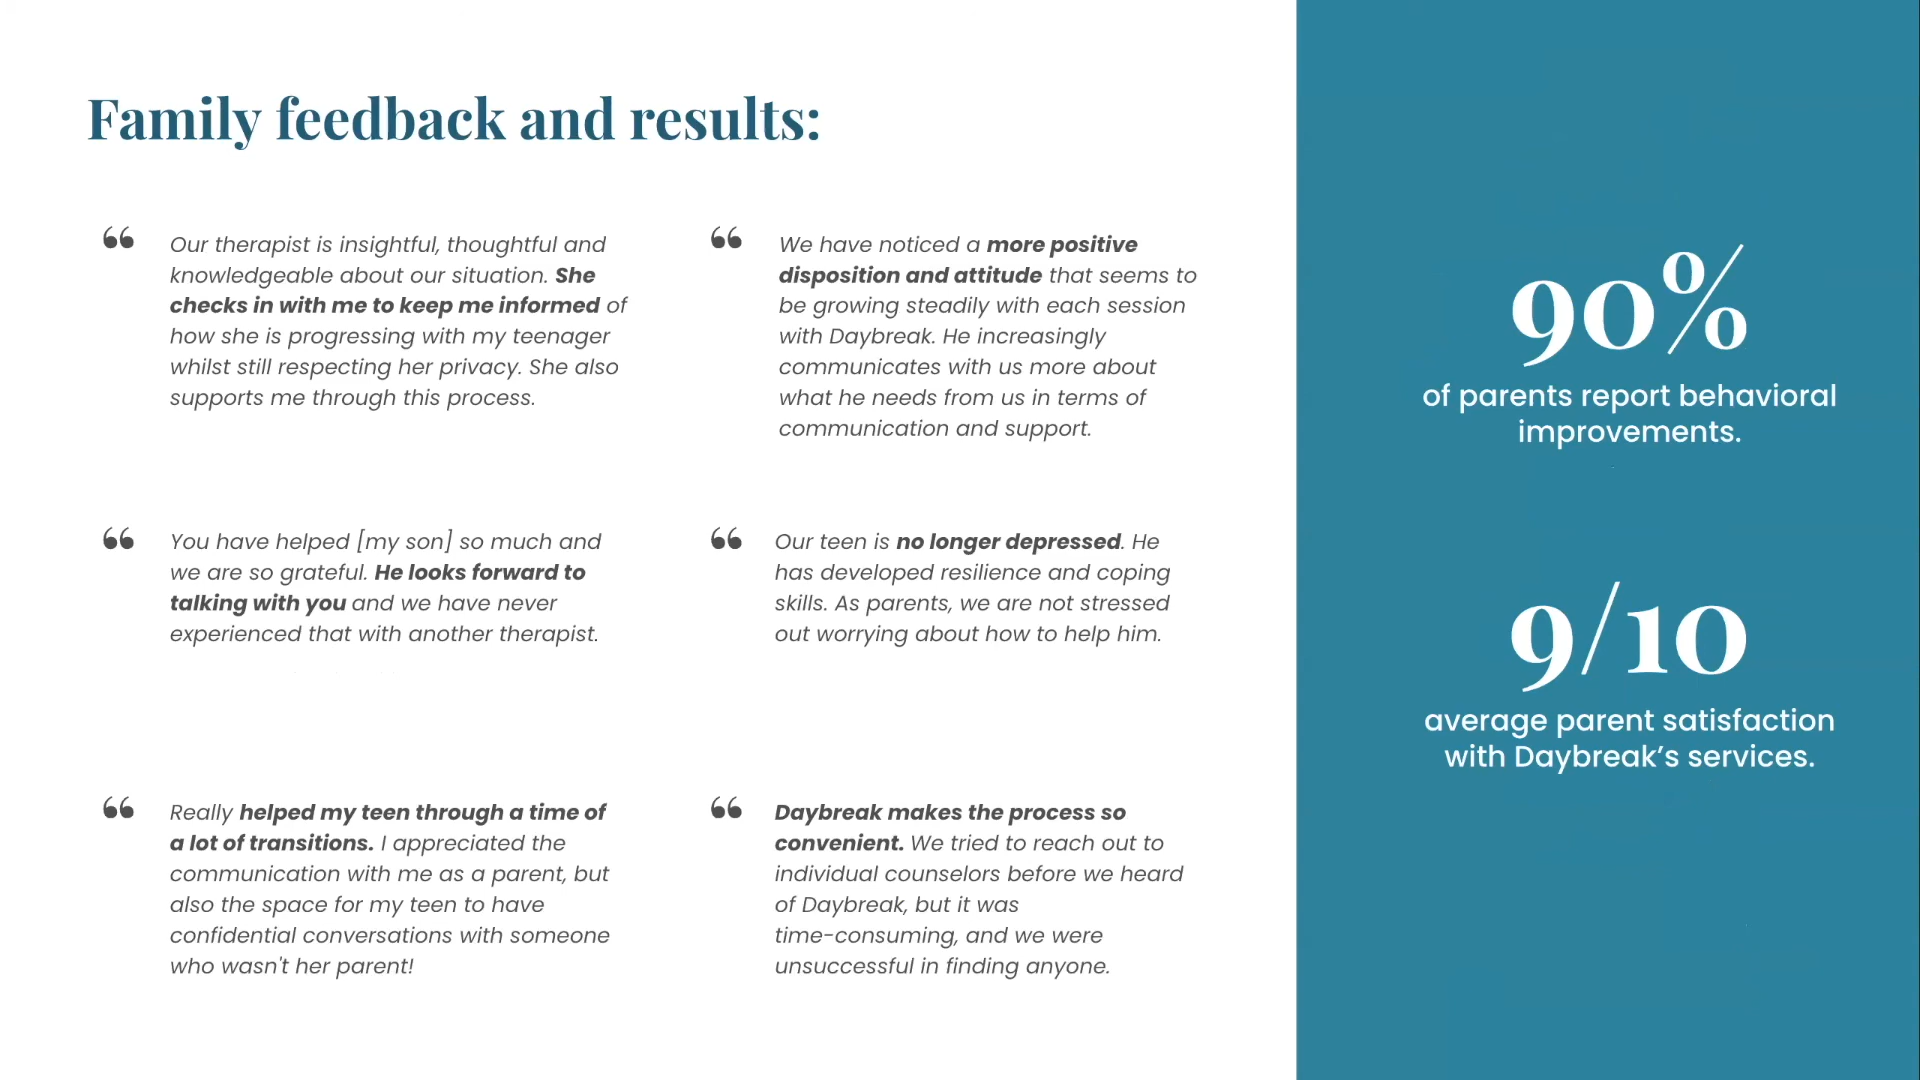 Family feedback and results:
“ Our therapist is insightful, thoughtful and
knowledgeable about our situation. She
checks in with me to keep me informed of
how she is progressing with my teenager
whilst still respecting her privacy. She also
supports me through this process.
“ We have noticed a more positive
disposition and attitude that seems to
be growing steadily with each session
with Daybreak. He increasingly
communicates with us more about
what he needs from us in terms of
communication and support.
“ You have helped [my son] so much and
we are so grateful. He looks forward to
talking with you and we have never
experienced that with another therapist.
“ Our teen is no longer depressed. He
has developed resilience and coping
skills. As parents, we are not stressed
out worrying about how to help him.
“ Really helped my teen through a time of
a lot of transitions. I appreciated the
communication with me as a parent, but
also the space for my teen to have
confidential conversations with someone
who wasn't her parent!
“ Daybreak makes the process so
convenient. We tried to reach out to
individual counselors before we heard
of Daybreak, but it was
time-consuming, and we were
unsuccessful in finding anyone.
90%
of parents report behavioral
improvements.
9/10
average parent satisfaction
with Daybreak’s services.